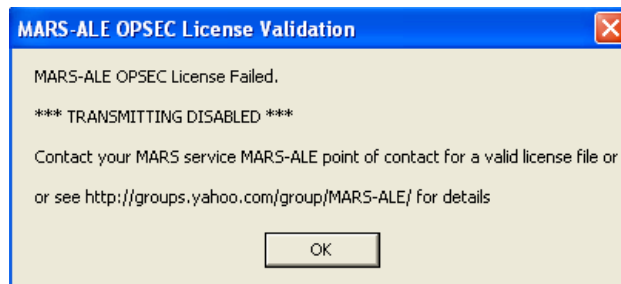 MARS-ALE OPSEC License Validation
MARS-ALE OPSEC License Failed.
*** TRANSMITTING DISABLED ***
Contact your MARS service MARS-ALE point of contact for a valid license file or
or see http://groups.yahoo.com/group/MARS-ALE/ for details
OK